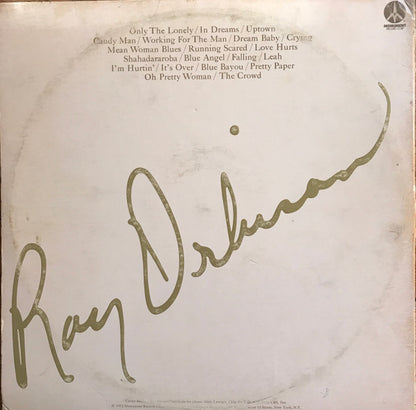 MONUMENT
Only The Lonely / In Dreams / Uptown
Candy Man / Working For The Man / Dream Baby / Crying
Mean Woman Blues / Running Scared / Love Hurts
Shahadararoba / Blue Angel / Falling / Leah
I'm Hurtin' / It's Over / Blue Bayou / Pretty Paper
Oh Pretty Woman / The Crowd
Roy Orbison